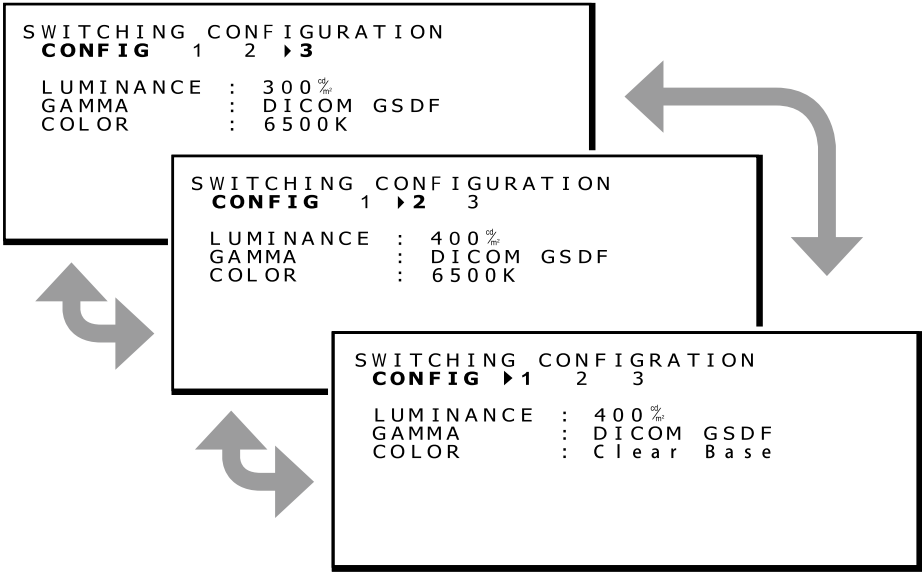 SWITCHING CONFIGURATION
CONFIG 1 2 ▸3
LUMINANCE : 300cd/m²
GAMMA : DICOM GSDF
COLOR : 6500K
SWITCHING CONFIGURATION
CONFIG 1 ▸2 3
LUMINANCE : 400cd/m²
GAMMA : DICOM GSDF
COLOR : 6500K
SWITCHING CONFIGRATION
CONFIG ▸1 2 3
LUMINANCE : 400cd/m²
GAMMA : DICOM GSDF
COLOR : Clear Base